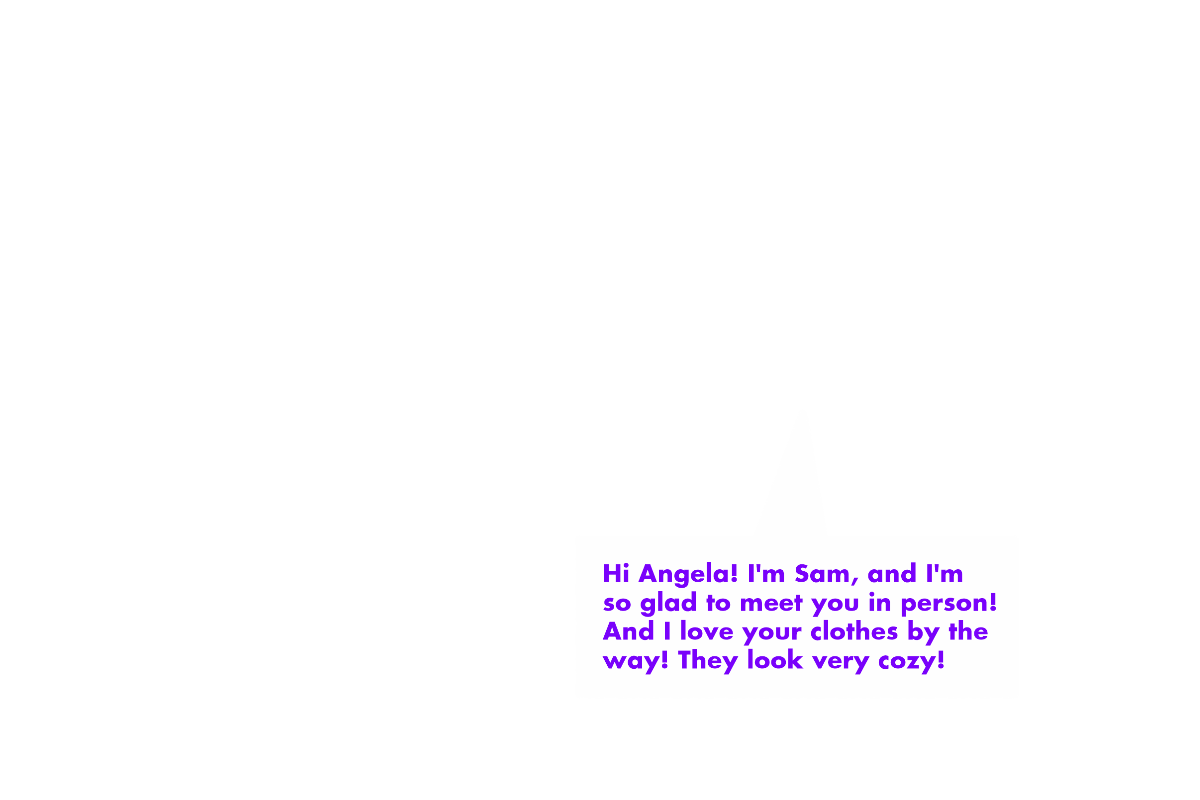 Hi Angela! I'm Sam, and I'm
so glad to meet you in person!
And I love your clothes by the
way! They look very cozy!